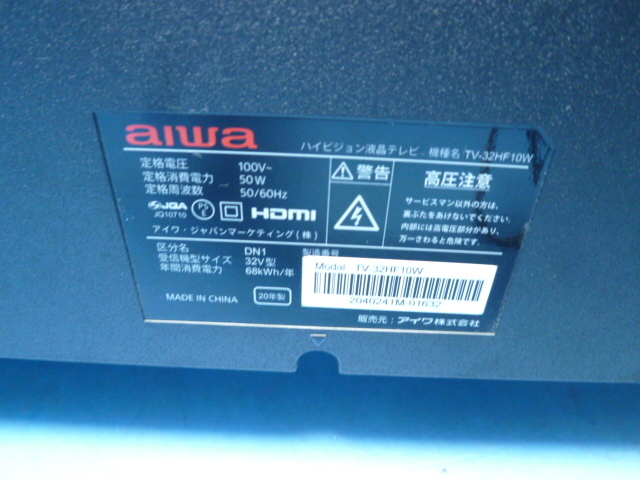 aiwa
ハイビジョン液晶テレビ 機種名 TV-32HF10W
定格電圧 100V~
定格消費電力 50W
定格周波数 50/60Hz
JQA
JQ10710
PS
E
HDMI
アイワ・ジャパンマーケティング(株)
警告
高圧注意
サービスマン以外の方は、
裏ぶたをあけないでください。
内部には高電圧部分があり、
万一さわると危険です。
区分名 DN1
受信機型サイズ 32V型
年間消費電力 68kWh/年
製造番号
Model: TV-32HF10W
2040241M-01632
MADE IN CHINA
20年製
販売元:アイワ株式会社